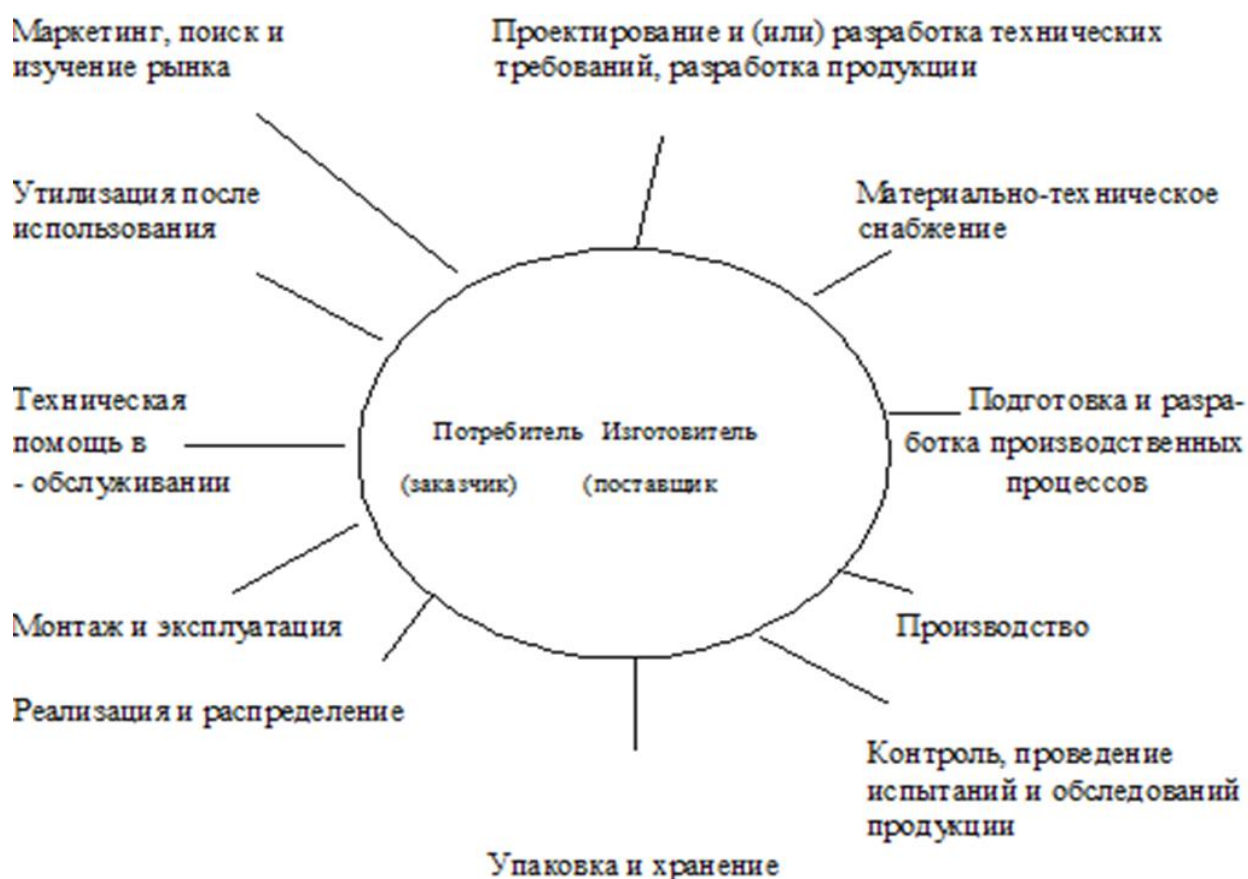 Маркетинг, поиск и
изучение рынка
Проектирование и (или) разработка технических
требований, разработка продукции
Утилизация после
использования
Материально-техническое
снабжение
Техническая
помощь в
- обслуживании
Потребитель Изготовитель
(заказчик) (поставщик
Подготовка и разра-
ботка производственных
процессов
Монтаж и эксплуатация
Производство
Реализация и распределение
Контроль, проведение
испытаний и обследований
продукции
Упаковка и хранение